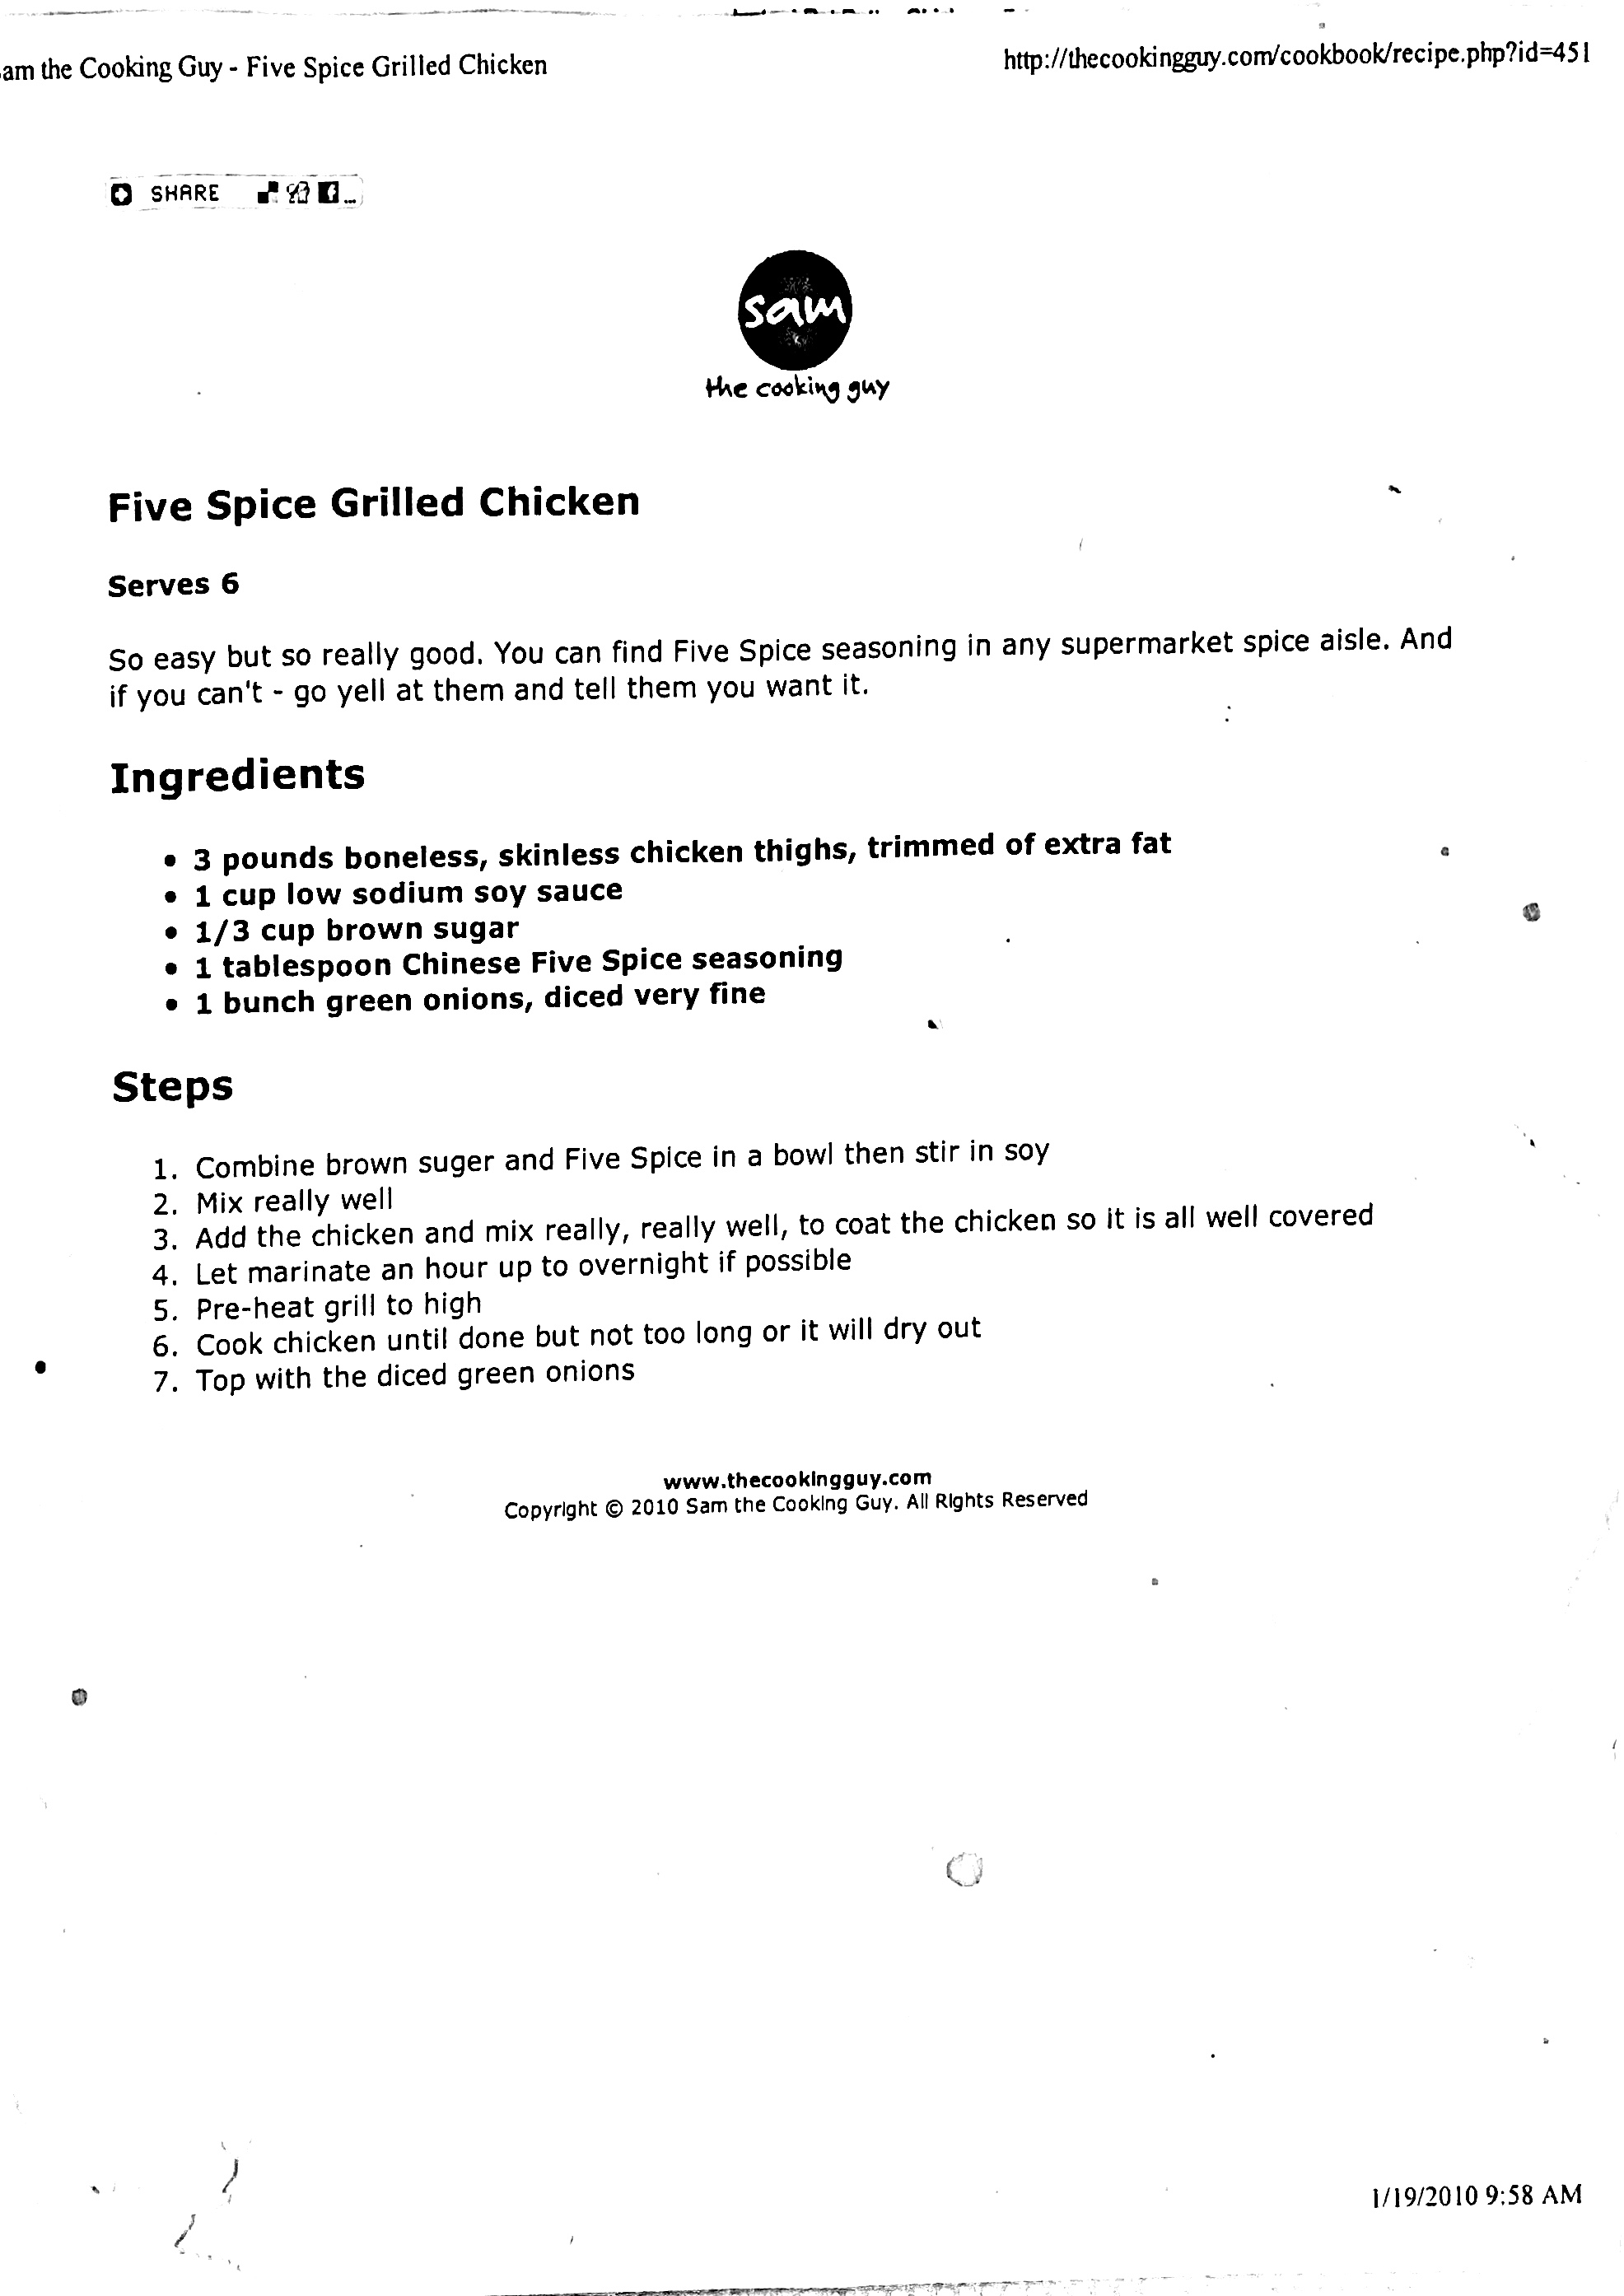 am the Cooking Guy - Five Spice Grilled Chicken
http://thecookingguy.com/cookbook/recipe.php?id=451
SHARE
sam
the cooking guy
Five Spice Grilled Chicken
Serves 6
So easy but so really good. You can find Five Spice seasoning in any supermarket spice aisle. And
if you can't - go yell at them and tell them you want it.
Ingredients
• 3 pounds boneless, skinless chicken thighs, trimmed of extra fat
• 1 cup low sodium soy sauce
• 1/3 cup brown sugar
• 1 tablespoon Chinese Five Spice seasoning
• 1 bunch green onions, diced very fine
Steps
1. Combine brown suger and Five Spice in a bowl then stir in soy
2. Mix really well
3. Add the chicken and mix really, really well, to coat the chicken so it is all well covered
4. Let marinate an hour up to overnight if possible
5. Pre-heat grill to high
6. Cook chicken until done but not too long or it will dry out
7. Top with the diced green onions
www.thecookingguy.com
Copyright © 2010 Sam the Cooking Guy. All Rights Reserved
1/19/2010 9:58 AM